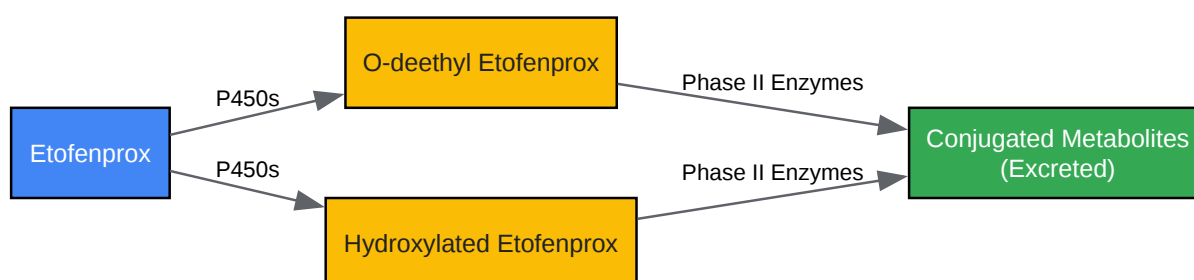 O-deethyl Etofenprox
P450s
Phase II Enzymes
Etofenprox
Conjugated Metabolites
(Excreted)
P450s
Phase II Enzymes
Hydroxylated Etofenprox